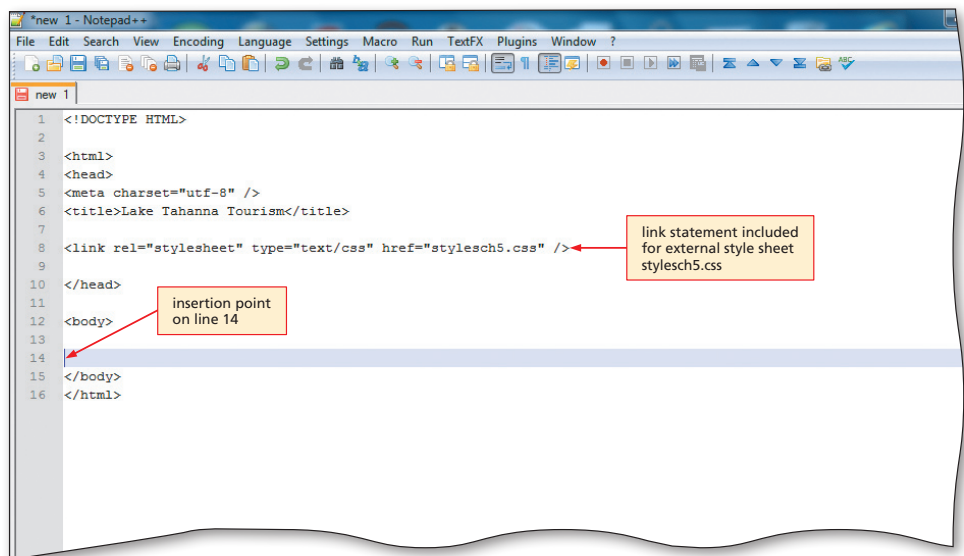 *new 1 - Notepad++
File Edit Search View Encoding Language Settings Macro Run TextFX Plugins Window ?
new 1
1 <!DOCTYPE HTML>
2
3 <html>
4 <head>
5 <meta charset="utf-8" />
6 <title>Lake Tahanna Tourism</title>
7
8 <link rel="stylesheet" type="text/css" href="stylesch5.css" />
link statement included
for external style sheet
stylesch5.css
9
10 </head>
11
insertion point
on line 14
12 <body>
13
14
15 </body>
16 </html>